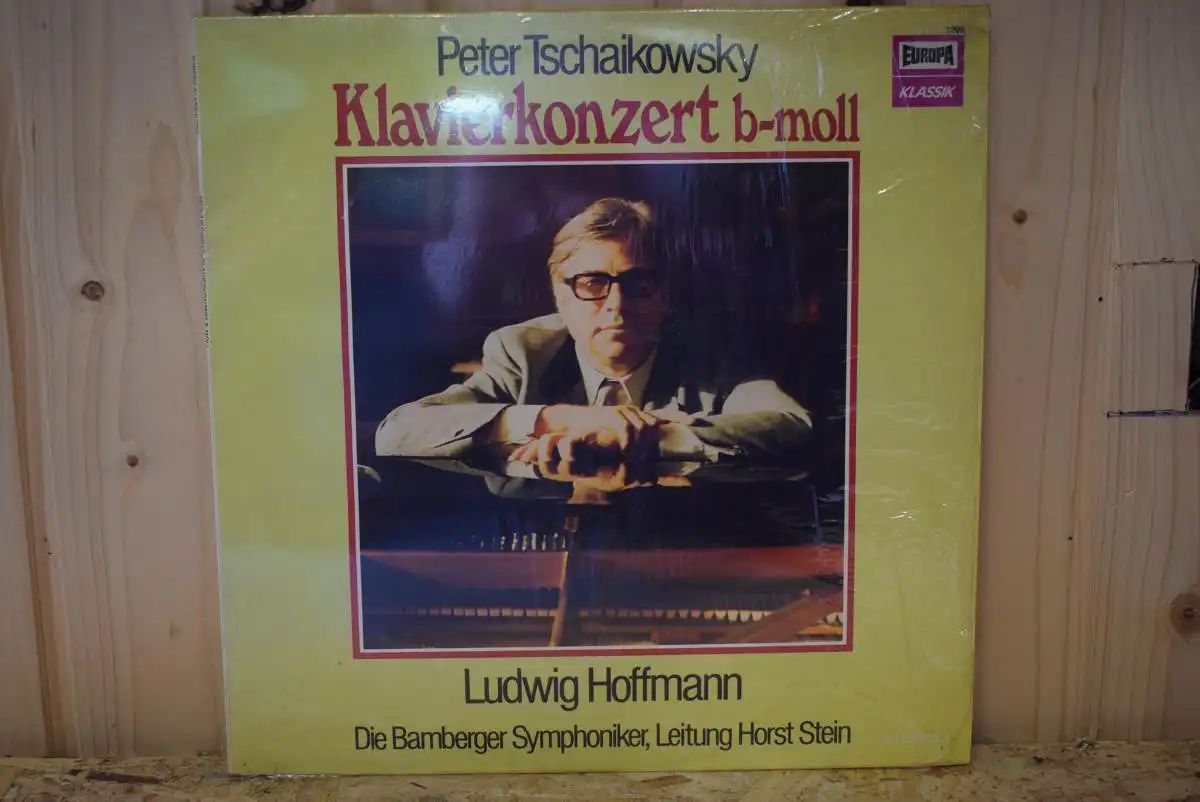 Peter Tschaikowsky
Klavierkonzert b-moll
EUROPA
KLASSIK
Ludwig Hoffmann
Die Bamberger Symphoniker, Leitung Horst Stein